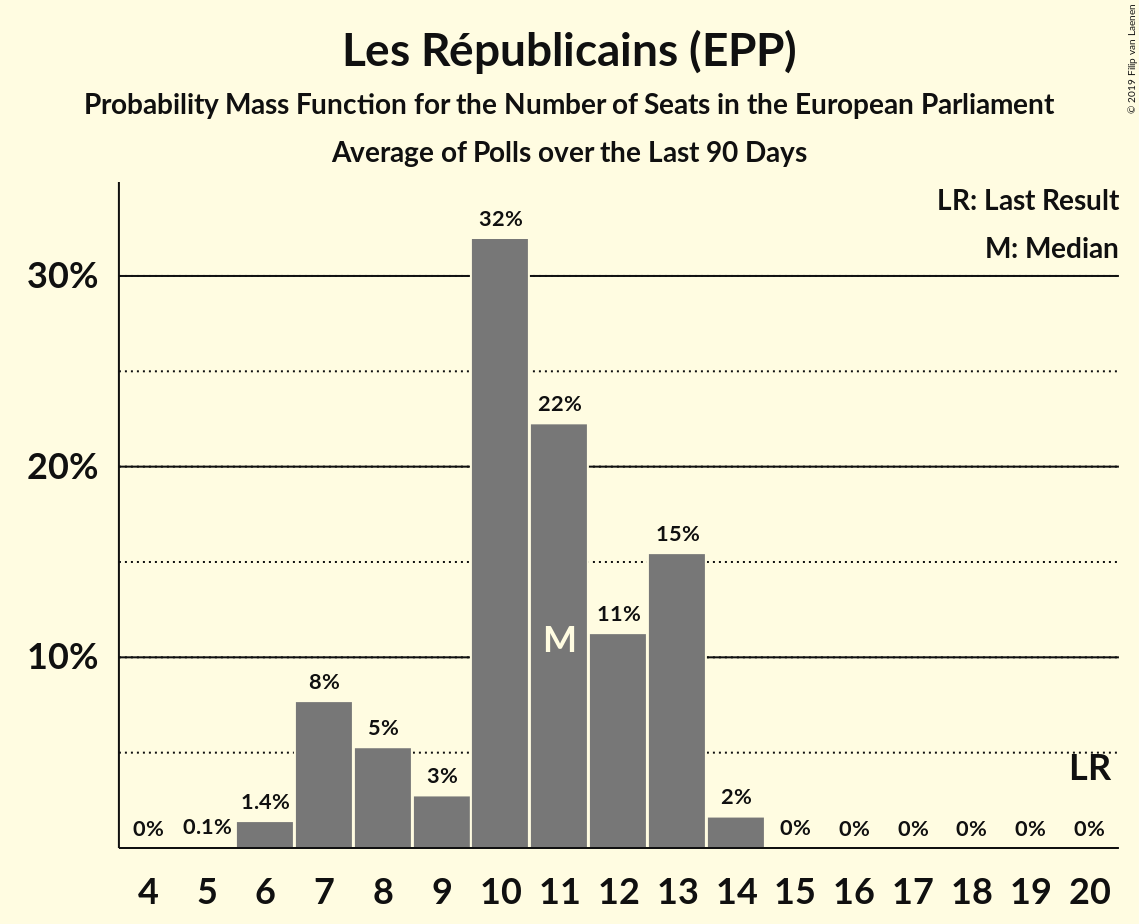 Les Républicains (EPP)
Probability Mass Function for the Number of Seats in the European Parliament
Average of Polls over the Last 90 Days
© 2019 Filip van Laenen
LR: Last Result
M: Median
30%
20%
10%
0%
0.1%
1.4%
8%
5%
3%
32%
22%
11%
15%
2%
0%
0%
0%
0%
0%
0%
M
LR
4 5 6 7 8 9 10 11 12 13 14 15 16 17 18 19 20